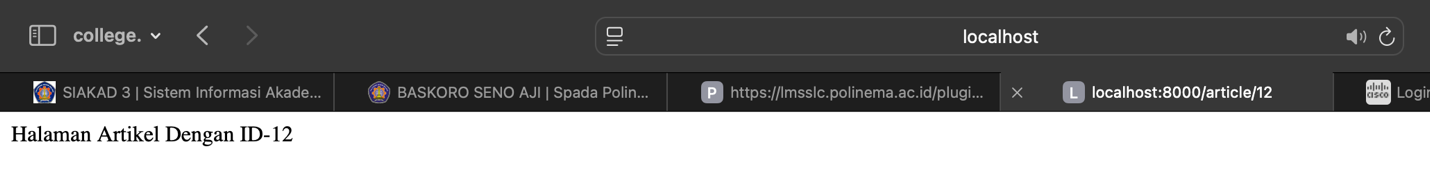 college.
localhost
SIAKAD 3 | Sistem Informasi Akade...
BASKORO SENO AJI | Spada Polin...
P https://lmsslc.polinema.ac.id/plugi...
L localhost:8000/article/12
CISCO Login
Halaman Artikel Dengan ID-12